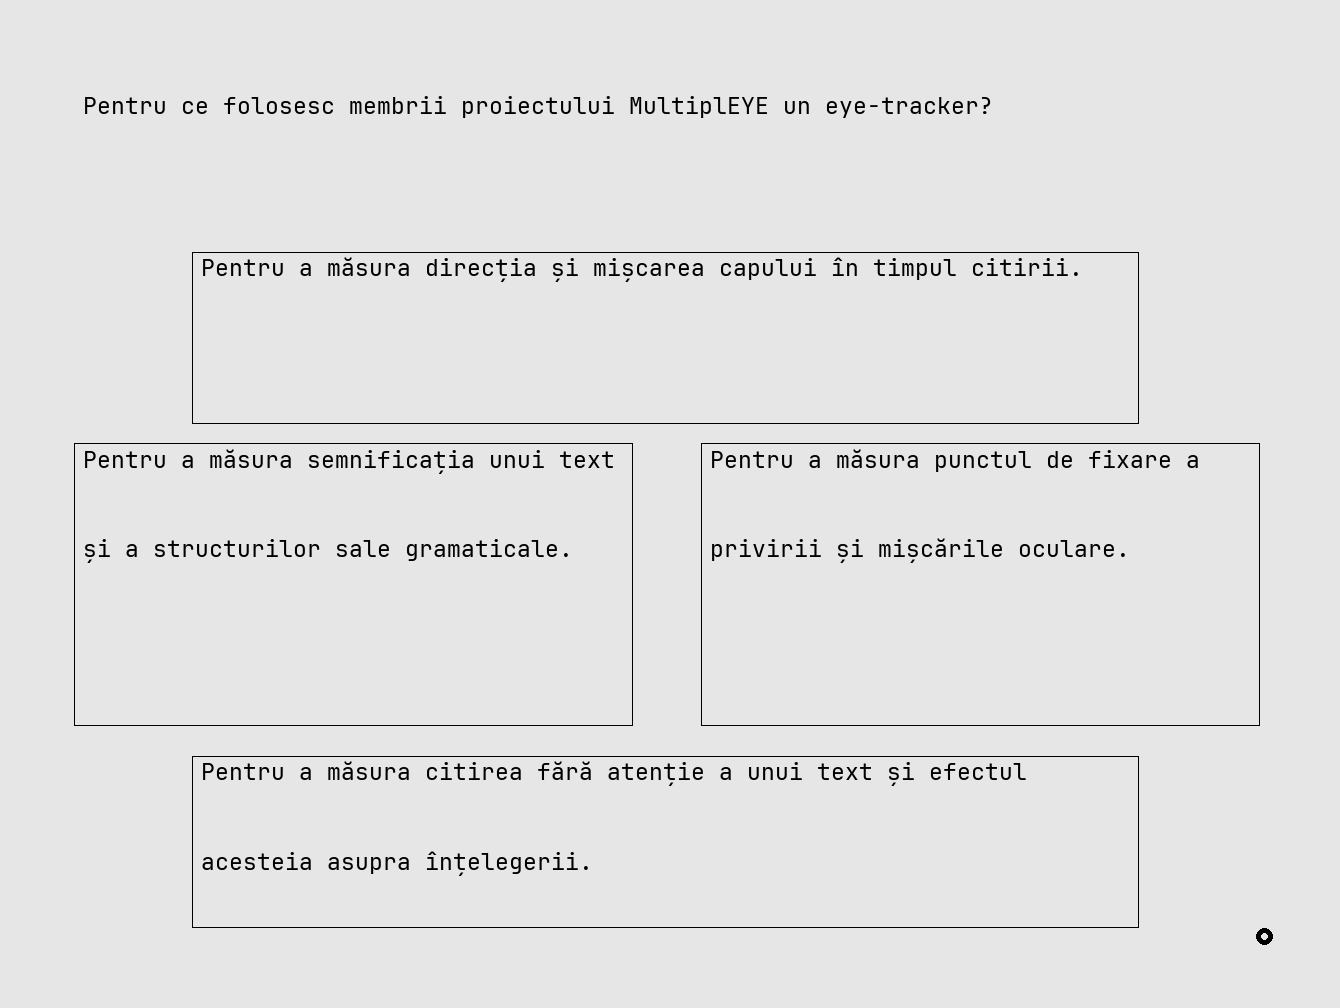 Pentru ce folosesc membrii proiectului MultiplEYE un eye-tracker?
Pentru a măsura direcția și mișcarea capului în timpul citirii.
Pentru a măsura semnificația unui text
și a structurilor sale gramaticale.
Pentru a măsura punctul de fixare a
privirii și mișcările oculare.
Pentru a măsura citirea fără atenție a unui text și efectul
acesteia asupra înțelegerii.